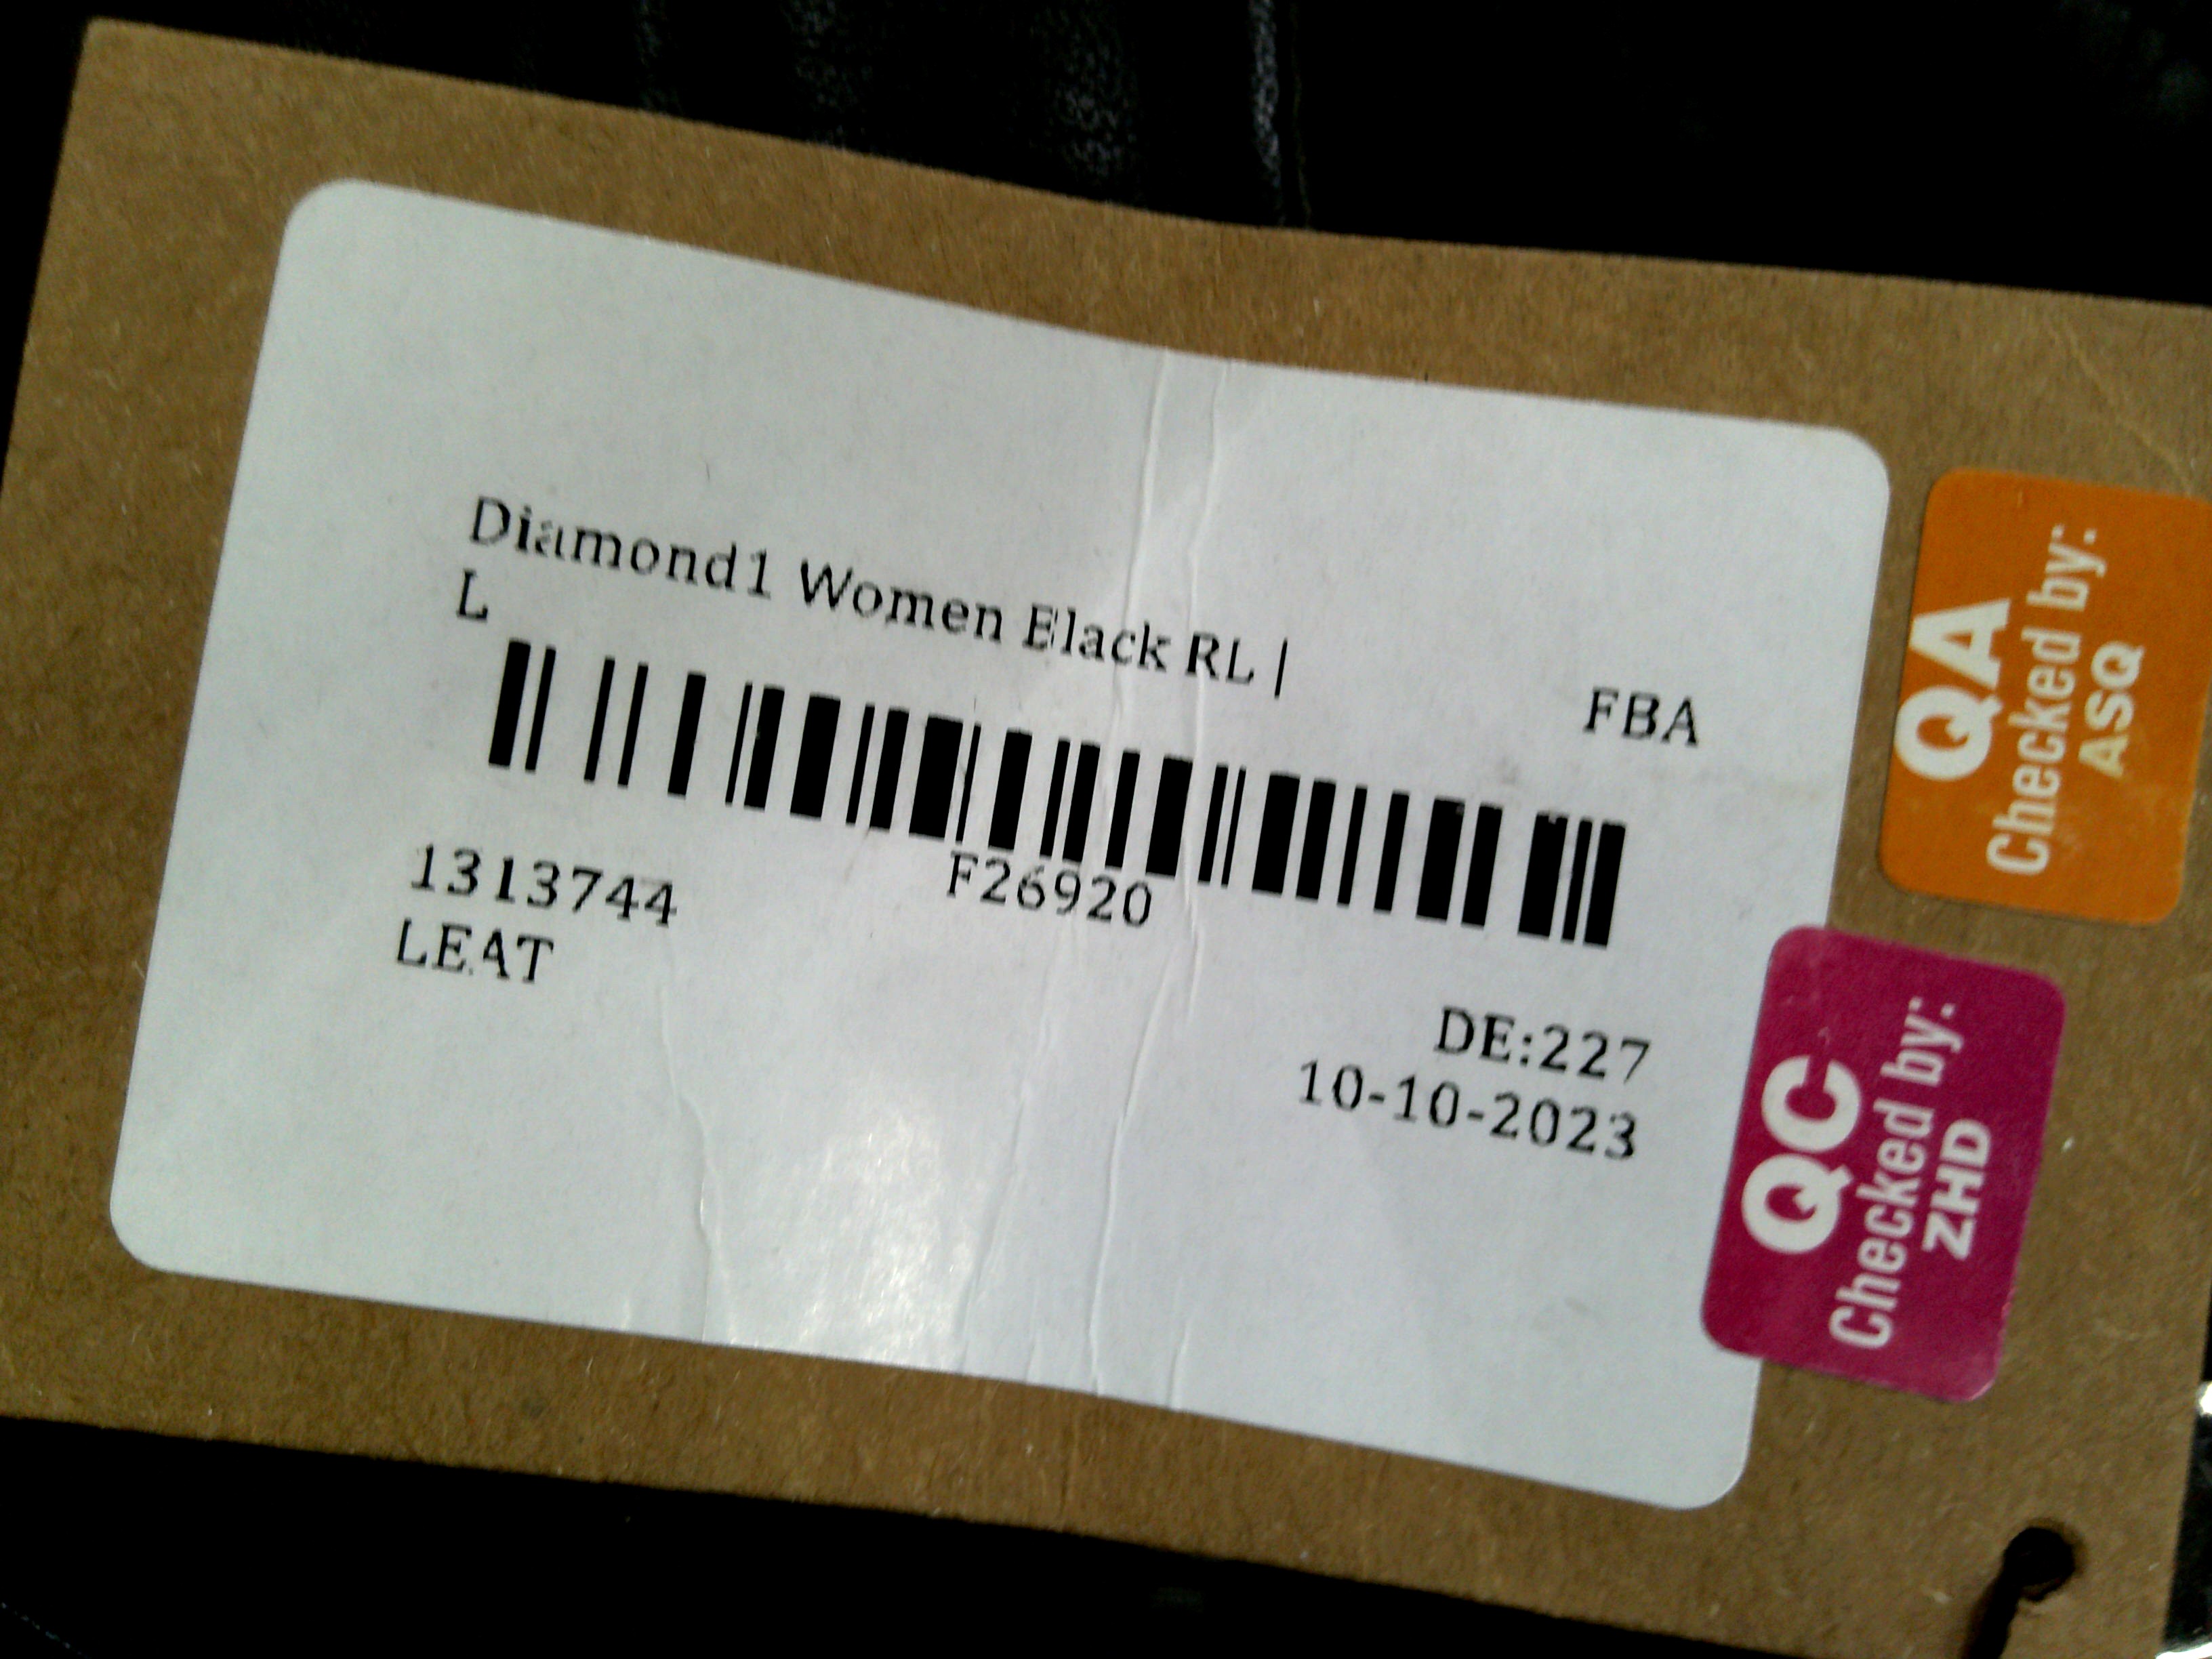 Diamond1 Women Black RL |
L
FBA
1313744
F26920
LEAT
DE:227
10-10-2023
QA
Checked by:
ASQ
QC
Checked by:
ZHD